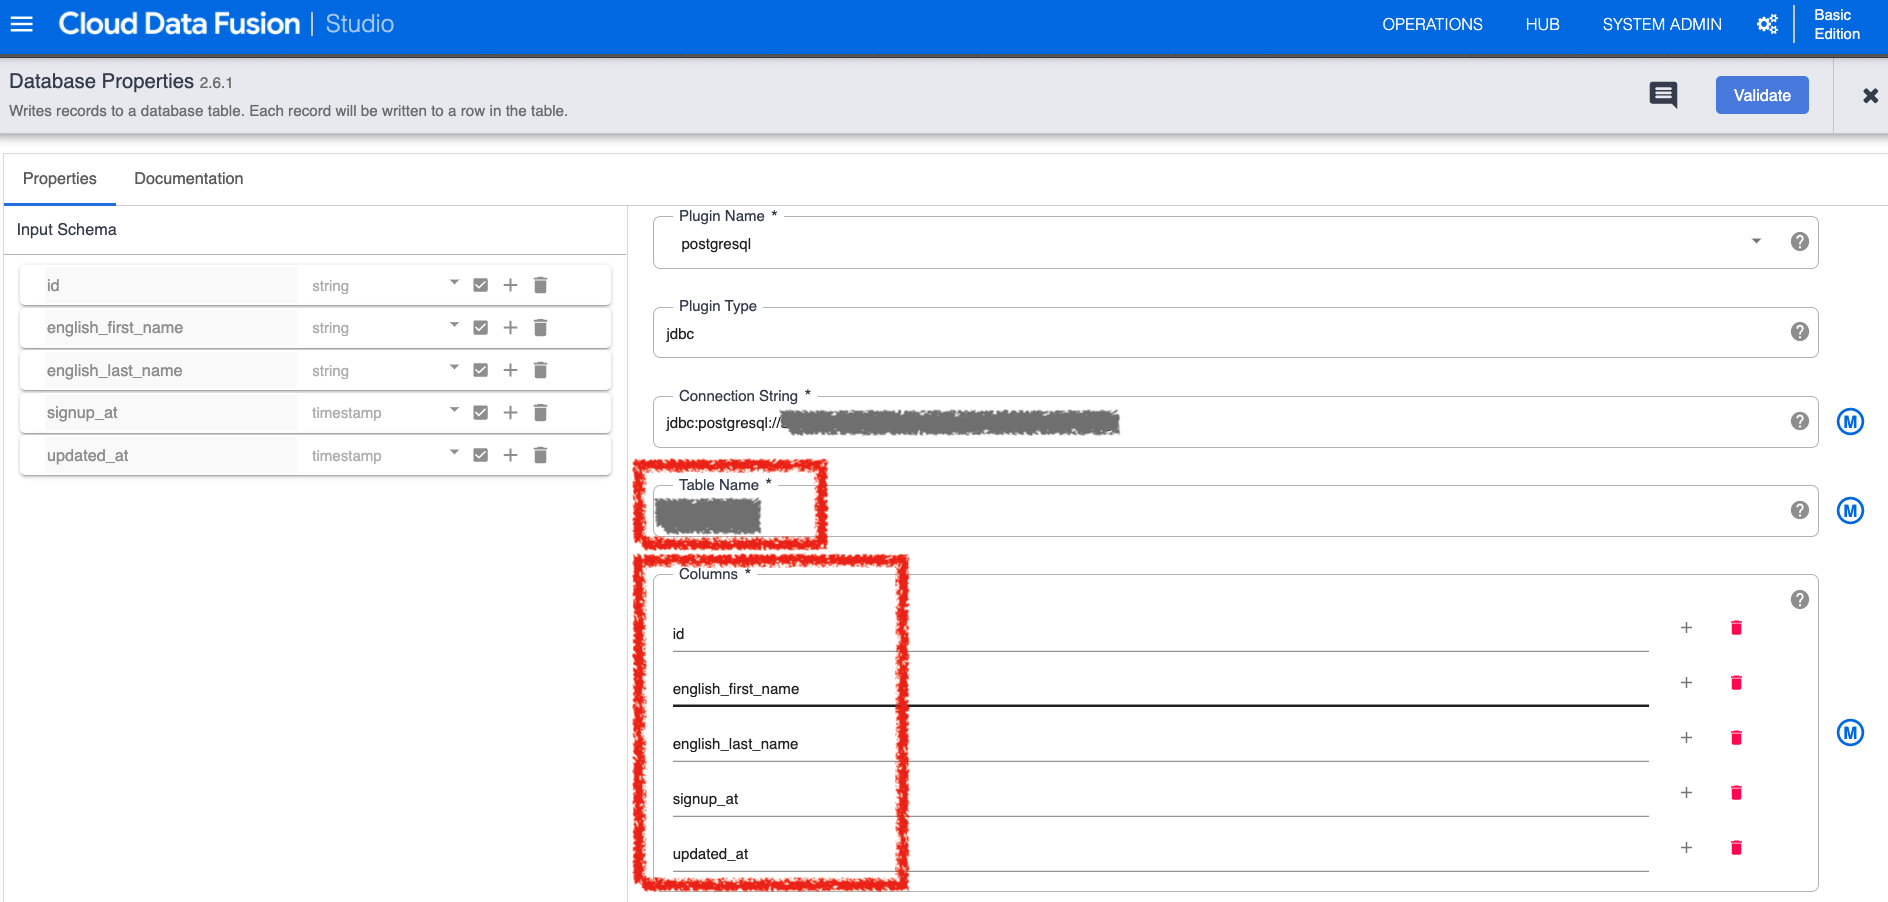 Cloud Data Fusion | Studio
OPERATIONS
HUB
SYSTEM ADMIN
Basic
Edition
Database Properties 2.6.1
Writes records to a database table. Each record will be written to a row in the table.
Validate
Properties
Documentation
Input Schema
id string
english_first_name string
english_last_name string
signup_at timestamp
updated_at timestamp
Plugin Name *
postgresql
Plugin Type
jdbc
Connection String *
jdbc:postgresql://
M
Table Name *
M
Columns *
id
english_first_name
english_last_name
M
signup_at
updated_at